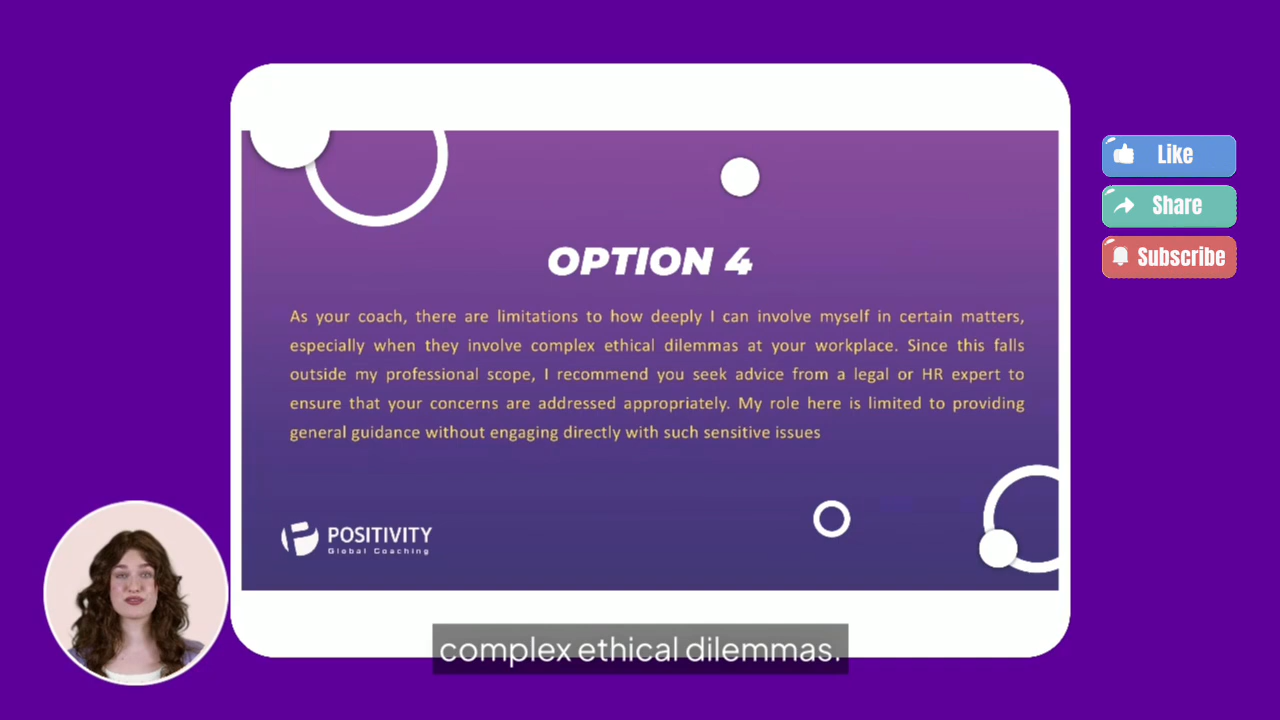 OPTION 4
As your coach, there are limitations to how deeply I can involve myself in certain matters,
especially when they involve complex ethical dilemmas at your workplace. Since this falls
outside my professional scope, I recommend you seek advice from a legal or HR expert to
ensure that your concerns are addressed appropriately. My role here is limited to providing
general guidance without engaging directly with such sensitive issues
POSITIVITY
Global Coaching
Like
Share
Subscribe
complex ethical dilemmas.